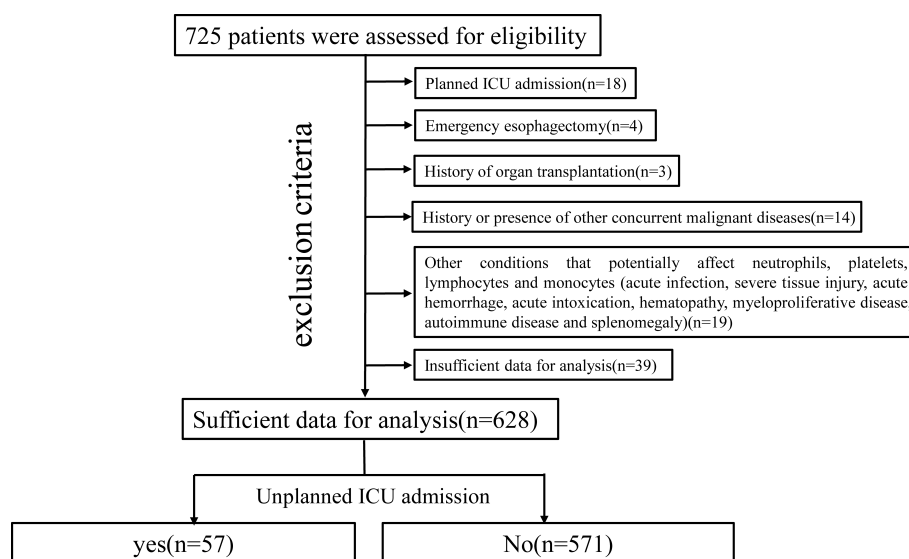 725 patients were assessed for eligibility
Planned ICU admission(n=18)
Emergency esophagectomy(n=4)
History of organ transplantation(n=3)
History or presence of other concurrent malignant diseases(n=14)
exclusion criteria
Other conditions that potentially affect neutrophils, platelets,
lymphocytes and monocytes (acute infection, severe tissue injury, acute
hemorrhage, acute intoxication, hematopathy, myeloproliferative disease,
autoimmune disease and splenomegaly)(n=19)
Insufficient data for analysis(n=39)
Sufficient data for analysis(n=628)
Unplanned ICU admission
yes(n=57)
No(n=571)